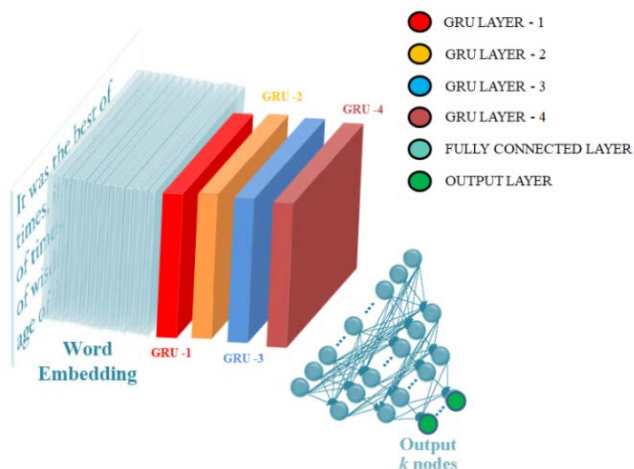 GRU LAYER - 1
GRU LAYER - 2
GRU LAYER - 3
GRU LAYER - 4
FULLY CONNECTED LAYER
OUTPUT LAYER
It was the best of
times,
of time
of wis
age of
Word
Embedding
GRU -1
GRU -2
GRU -3
GRU -4
Output
k nodes